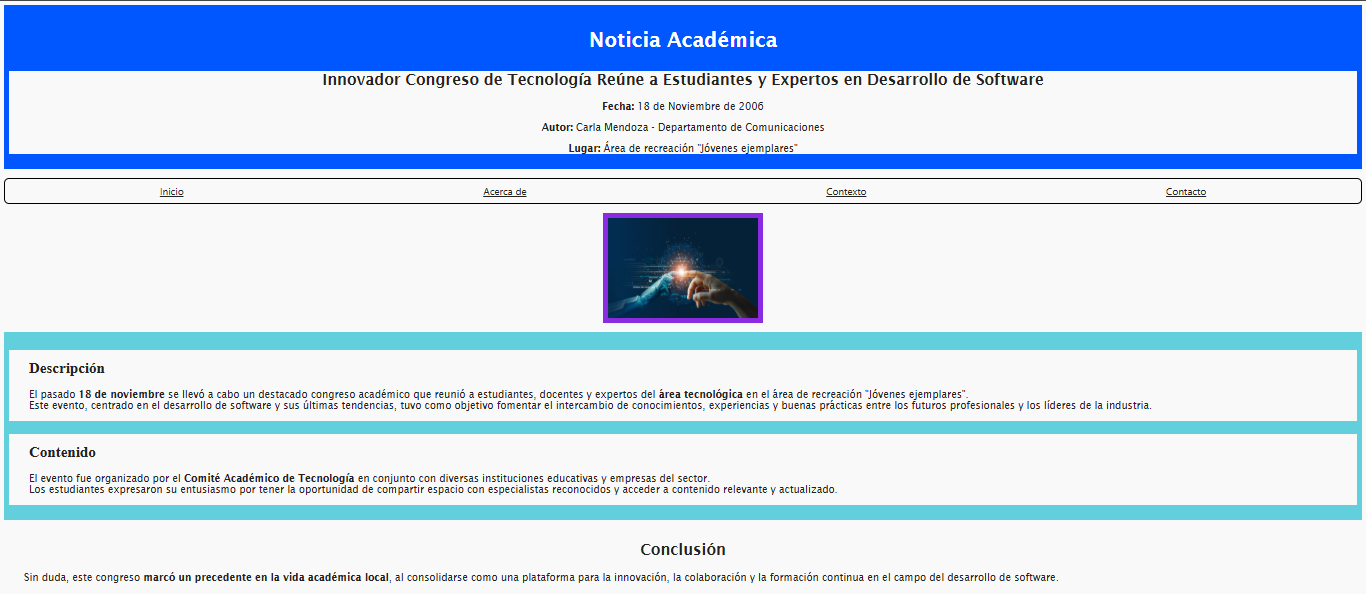 Noticia Académica
Innovador Congreso de Tecnología Reúne a Estudiantes y Expertos en Desarrollo de Software
Fecha: 18 de Noviembre de 2006
Autor: Carla Mendoza - Departamento de Comunicaciones
Lugar: Área de recreación "Jóvenes ejemplares"
Inicio Acerca de Contexto Contacto
Descripción
El pasado 18 de noviembre se llevó a cabo un destacado congreso académico que reunió a estudiantes, docentes y expertos del área tecnológica en el área de recreación "Jóvenes ejemplares".
Este evento, centrado en el desarrollo de software y sus últimas tendencias, tuvo como objetivo fomentar el intercambio de conocimientos, experiencias y buenas prácticas entre los futuros profesionales y los líderes de la industria.
Contenido
El evento fue organizado por el Comité Académico de Tecnología en conjunto con diversas instituciones educativas y empresas del sector.
Los estudiantes expresaron su entusiasmo por tener la oportunidad de compartir espacio con especialistas reconocidos y acceder a contenido relevante y actualizado.
Conclusión
Sin duda, este congreso marcó un precedente en la vida académica local, al consolidarse como una plataforma para la innovación, la colaboración y la formación continua en el campo del desarrollo de software.